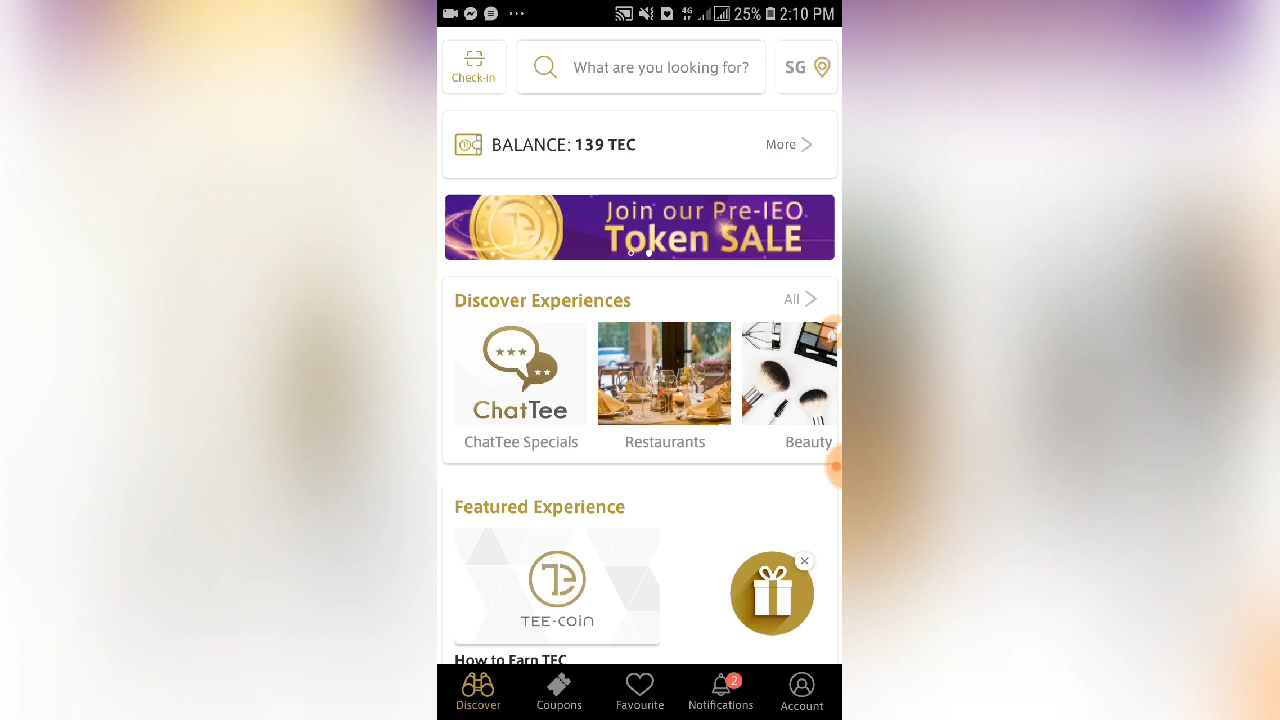 4G 25% 2:10 PM
Check-in
What are you looking for?
SG
BALANCE: 139 TEC
More
Join our Pre-IEO
Token SALE
Discover Experiences
All
ChatTee
ChatTee Specials
Restaurants
Beauty
Featured Experience
TEE-COIN
How to Earn TEC
Discover
Coupons
Favourite
2
Notifications
Account